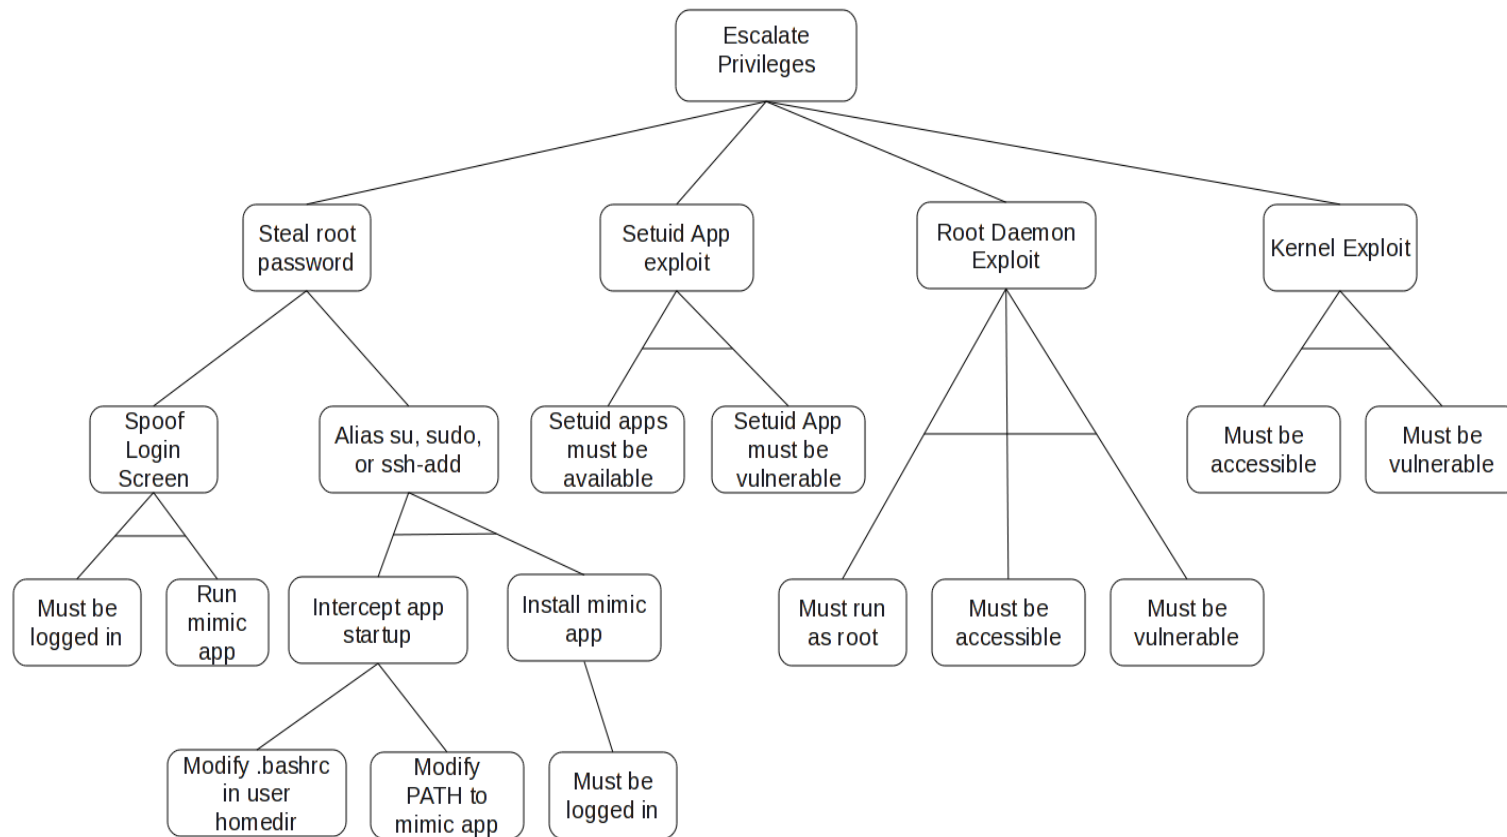 Escalate
Privileges
Steal root
password
Setuid App
exploit
Root Daemon
Exploit
Kernel Exploit
Spoof
Login
Screen
Alias su, sudo,
or ssh-add
Setuid apps
must be
available
Setuid App
must be
vulnerable
Must be
accessible
Must be
vulnerable
Must be
logged in
Run
mimic
app
Intercept app
startup
Install mimic
app
Must run
as root
Must be
accessible
Must be
vulnerable
Modify .bashrc
in user
homedir
Modify
PATH to
mimic app
Must be
logged in